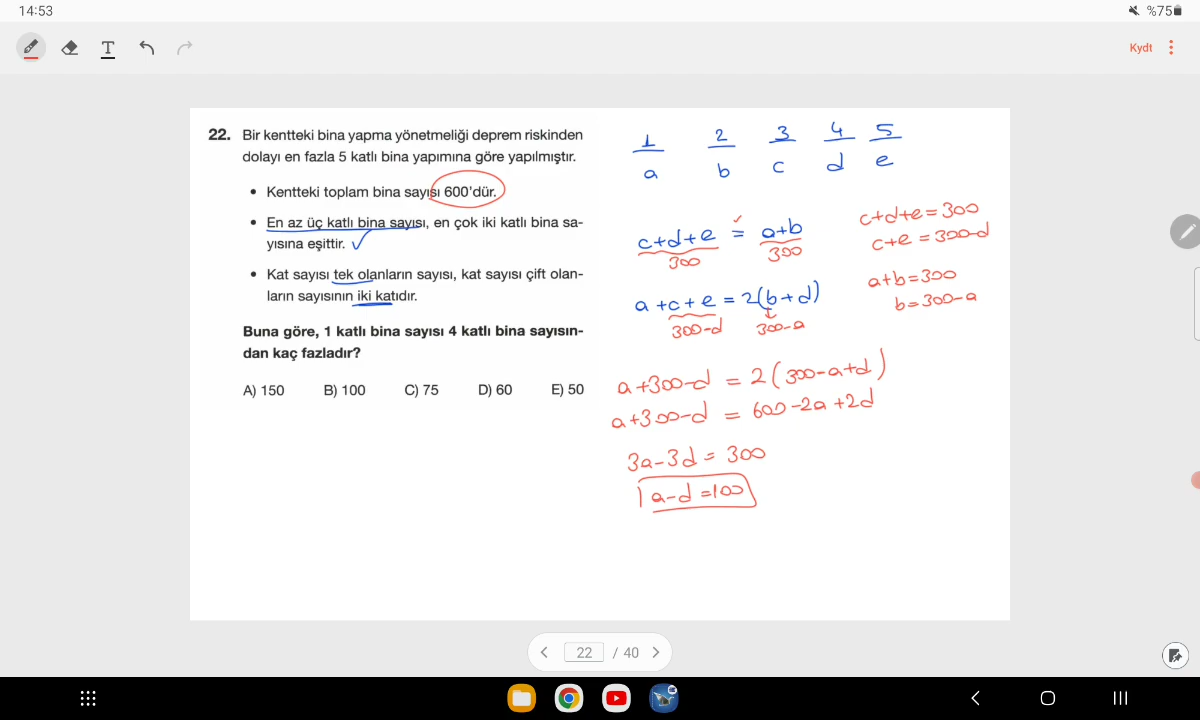 14:53
%75
T
Kydt
22. Bir kentteki bina yapma yönetmeliği deprem riskinden
dolayı en fazla 5 katlı bina yapımına göre yapılmıştır.
• Kentteki toplam bina sayısı 600'dür.
• En az üç katlı bina sayısı, en çok iki katlı bina sa-
yısına eşittir.
• Kat sayısı tek olanların sayısı, kat sayısı çift olan-
ların sayısının iki katıdır.
Buna göre, 1 katlı bina sayısı 4 katlı bina sayısın-
dan kaç fazladır?
A) 150 B) 100 C) 75 D) 60 E) 50
1 2 3 4 5
a b c d e
c+d+e = a+b
300 300
a+c+e = 2(b+d)
300-d 300-a
c+d+e=300
c+e=300-d
a+b=300
b=300-a
a+300-d = 2(300-a+d)
a+300-d = 600-2a+2d
3a-3d=300
a-d=100
22 / 40